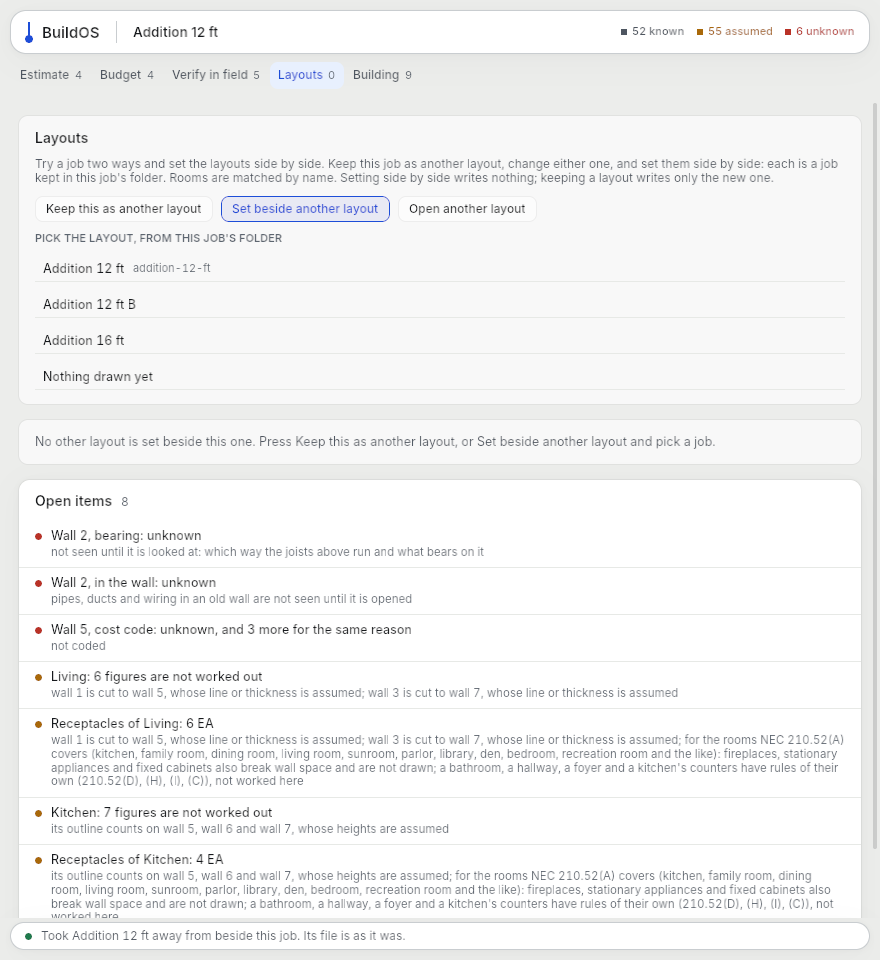 BuildOS
Addition 12 ft
52 known
55 assumed
6 unknown
Estimate 4
Budget 4
Verify in field 5
Layouts 0
Building 9
Layouts
Try a job two ways and set the layouts side by side. Keep this job as another layout, change either one, and set them side by side: each is a job
kept in this job's folder. Rooms are matched by name. Setting side by side writes nothing; keeping a layout writes only the new one.
Keep this as another layout
Set beside another layout
Open another layout
PICK THE LAYOUT, FROM THIS JOB'S FOLDER
Addition 12 ft addition-12-ft
Addition 12 ft B
Addition 16 ft
Nothing drawn yet
No other layout is set beside this one. Press Keep this as another layout, or Set beside another layout and pick a job.
Open items 8
Wall 2, bearing: unknown
not seen until it is looked at: which way the joists above run and what bears on it
Wall 2, in the wall: unknown
pipes, ducts and wiring in an old wall are not seen until it is opened
Wall 5, cost code: unknown, and 3 more for the same reason
not coded
Living: 6 figures are not worked out
wall 1 is cut to wall 5, whose line or thickness is assumed; wall 3 is cut to wall 7, whose line or thickness is assumed
Receptacles of Living: 6 EA
wall 1 is cut to wall 5, whose line or thickness is assumed; wall 3 is cut to wall 7, whose line or thickness is assumed; for the rooms NEC 210.52(A)
covers (kitchen, family room, dining room, living room, sunroom, parlor, library, den, bedroom, recreation room and the like): fireplaces, stationary
appliances and fixed cabinets also break wall space and are not drawn; a bathroom, a hallway, a foyer and a kitchen's counters have rules of their
own (210.52(D), (H), (I), (C)), not worked here
Kitchen: 7 figures are not worked out
its outline counts on wall 5, wall 6 and wall 7, whose heights are assumed
Receptacles of Kitchen: 4 EA
its outline counts on wall 5, wall 6 and wall 7, whose heights are assumed; for the rooms NEC 210.52(A) covers (kitchen, family room, dining
room, living room, sunroom, parlor, library, den, bedroom, recreation room and the like): fireplaces, stationary appliances and fixed cabinets also
break wall space and are not drawn; a bathroom, a hallway, a foyer and a kitchen's counters have rules of their own (210.52(D), (H), (I), (C)), not
worked here
Took Addition 12 ft away from beside this job. Its file is as it was.